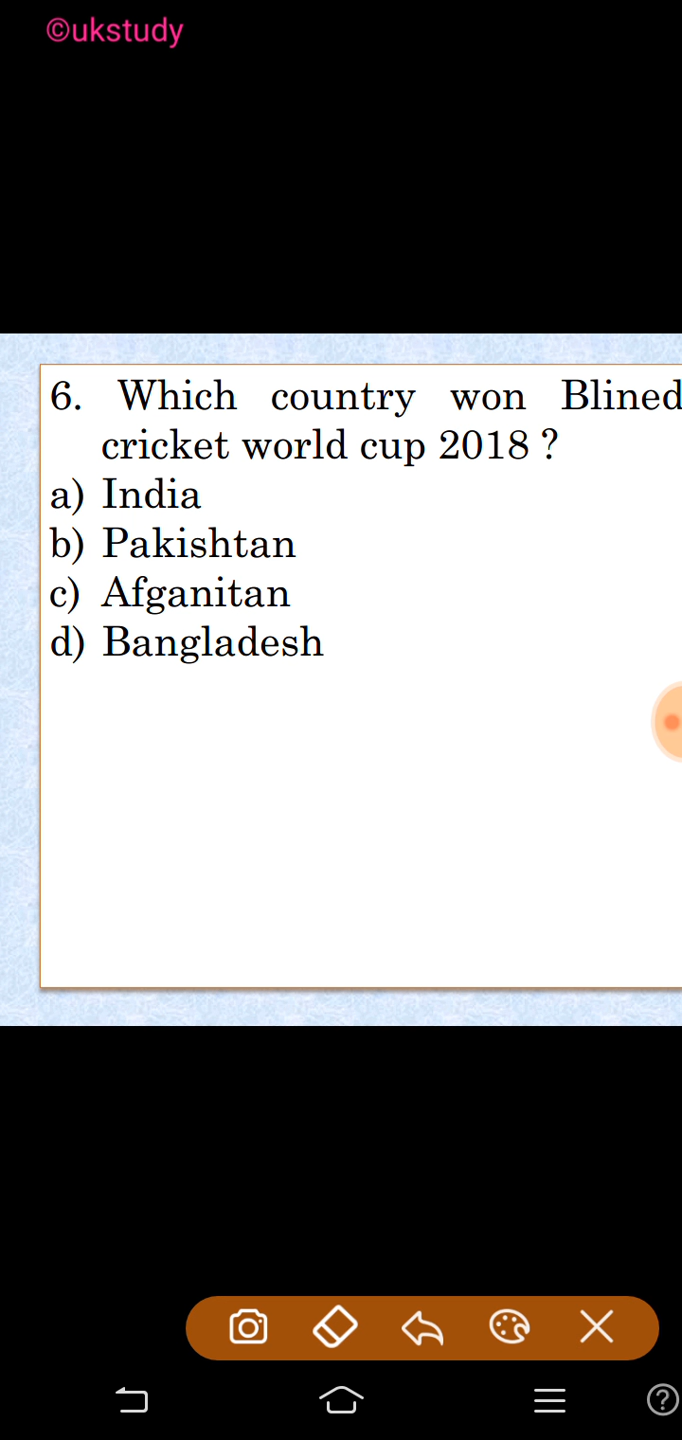 ©ukstudy
6. Which country won Blined
cricket world cup 2018 ?
a) India
b) Pakishtan
c) Afganitan
d) Bangladesh
?